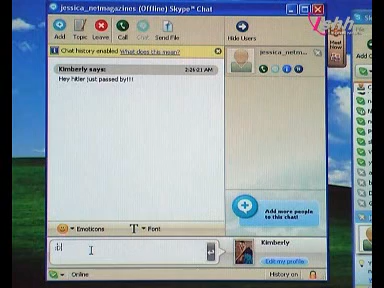 jessica_netmagazines (Offline) Skype™ Chat
Add Topic Leave Call Chat Send File Hide Users
Chat history enabled What does this mean?
jessica_netm...
Kimberly says:
2:26:21 AM
Hey hitler just passed by!!!
Add more people
to this chat!
Emoticons T Font
Kimberly
Edit my profile
Online
History on